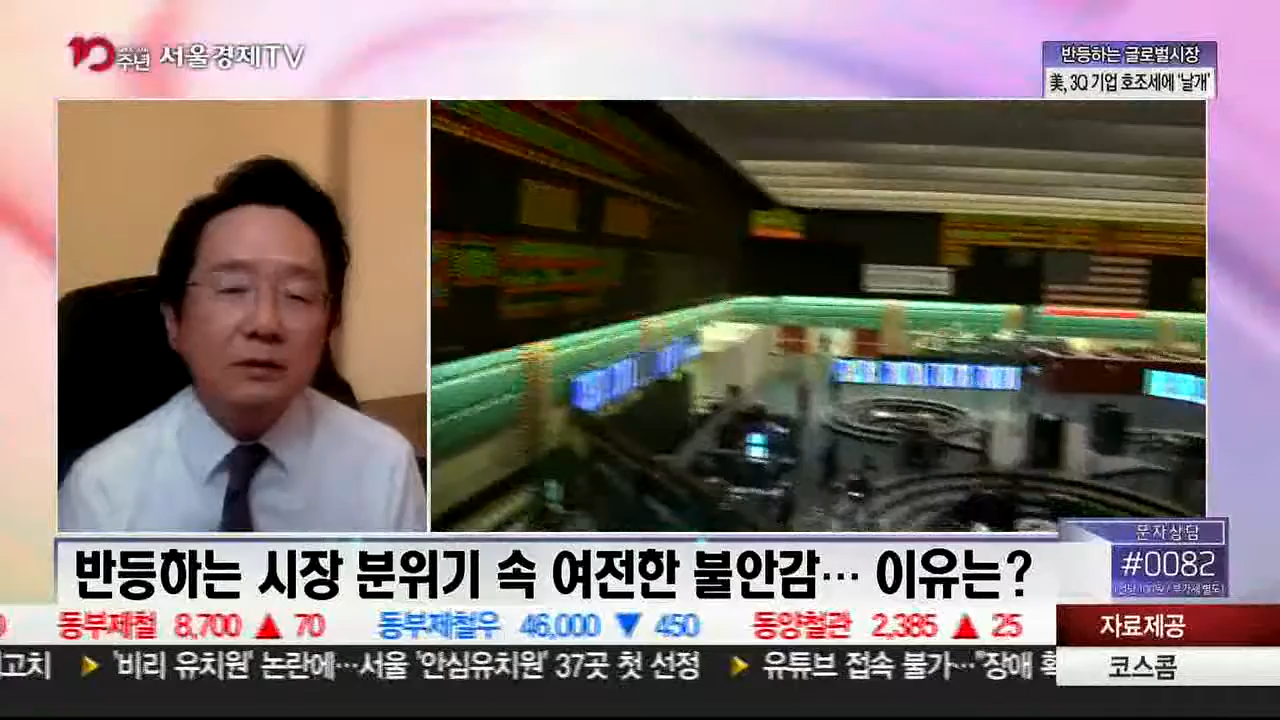 10주년 서울경제TV
반등하는 글로벌시장
美, 3Q 기업 호조세에 '날개'
반등하는 시장 분위기 속 여전한 불안감… 이유는?
문자상담
#0082
동부제철 8,700 ▲ 70 동부제철우 46,000 ▼ 450 동양철관 2,385 ▲ 25
자료제공
코스콤
고치 ▶ '비리 유치원' 논란에…서울 '안심유치원' 37곳 첫 선정 ▶ 유튜브 접속 불가…"장애